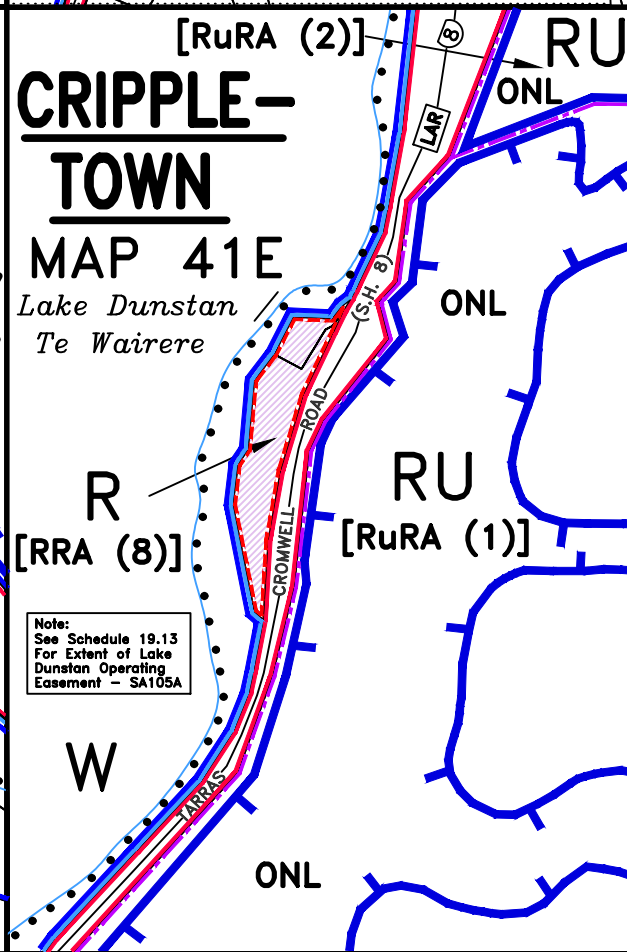 [RuRA (2)]
8
RU
ONL
CRIPPLE-
TOWN
LAR
MAP 41E
Lake Dunstan
Te Wairere
(S.H. 8)
ONL
ROAD
R
[RRA (8)]
RU
[RuRA (1)]
CROMWELL
Note:
See Schedule 19.13
For Extent of Lake
Dunstan Operating
Easement - SA105A
W
TARRAS
ONL